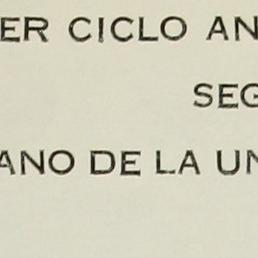 ER CICLO AN
SEG
ANO DE LA UN